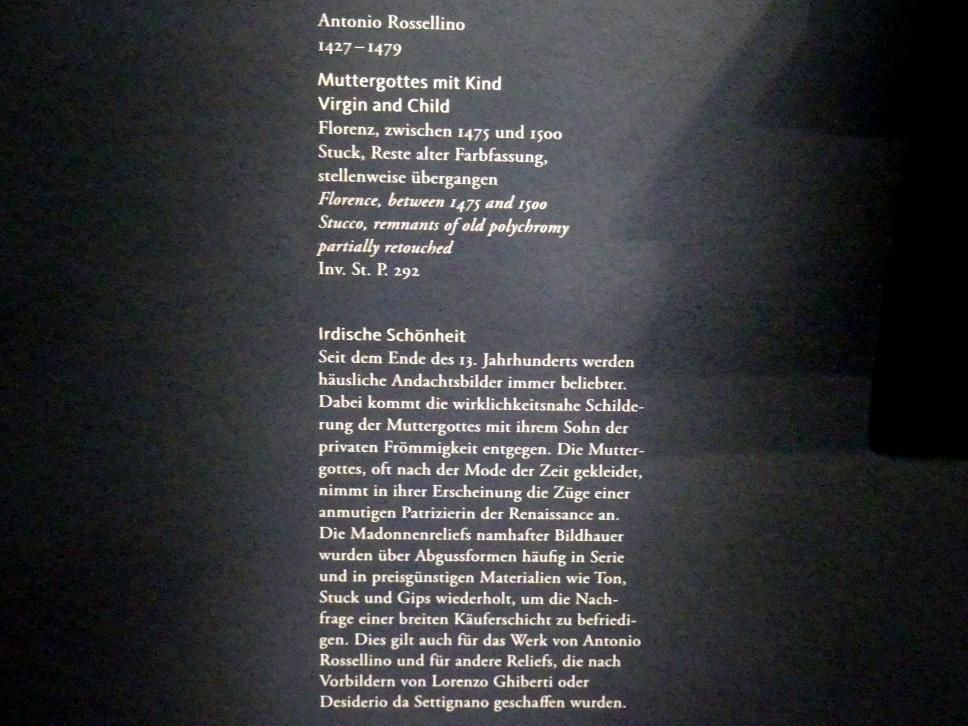 Antonio Rossellino
1427–1479
Muttergottes mit Kind
Virgin and Child
Florenz, zwischen 1475 und 1500
Stuck, Reste alter Farbfassung,
stellenweise übergangen
Florence, between 1475 and 1500
Stucco, remnants of old polychromy
partially retouched
Inv. St. P. 292
Irdische Schönheit
Seit dem Ende des 13. Jahrhunderts werden
häusliche Andachtsbilder immer beliebter.
Dabei kommt die wirklichkeitsnahe Schilde-
rung der Muttergottes mit ihrem Sohn der
privaten Frömmigkeit entgegen. Die Mutter-
gottes, oft nach der Mode der Zeit gekleidet,
nimmt in ihrer Erscheinung die Züge einer
anmutigen Patrizierin der Renaissance an.
Die Madonnenreliefs namhafter Bildhauer
wurden über Abgussformen häufig in Serie
und in preisgünstigen Materialien wie Ton,
Stuck und Gips wiederholt, um die Nach-
frage einer breiten Käuferschicht zu befriedi-
gen. Dies gilt auch für das Werk von Antonio
Rossellino und für andere Reliefs, die nach
Vorbildern von Lorenzo Ghiberti oder
Desiderio da Settignano geschaffen wurden.